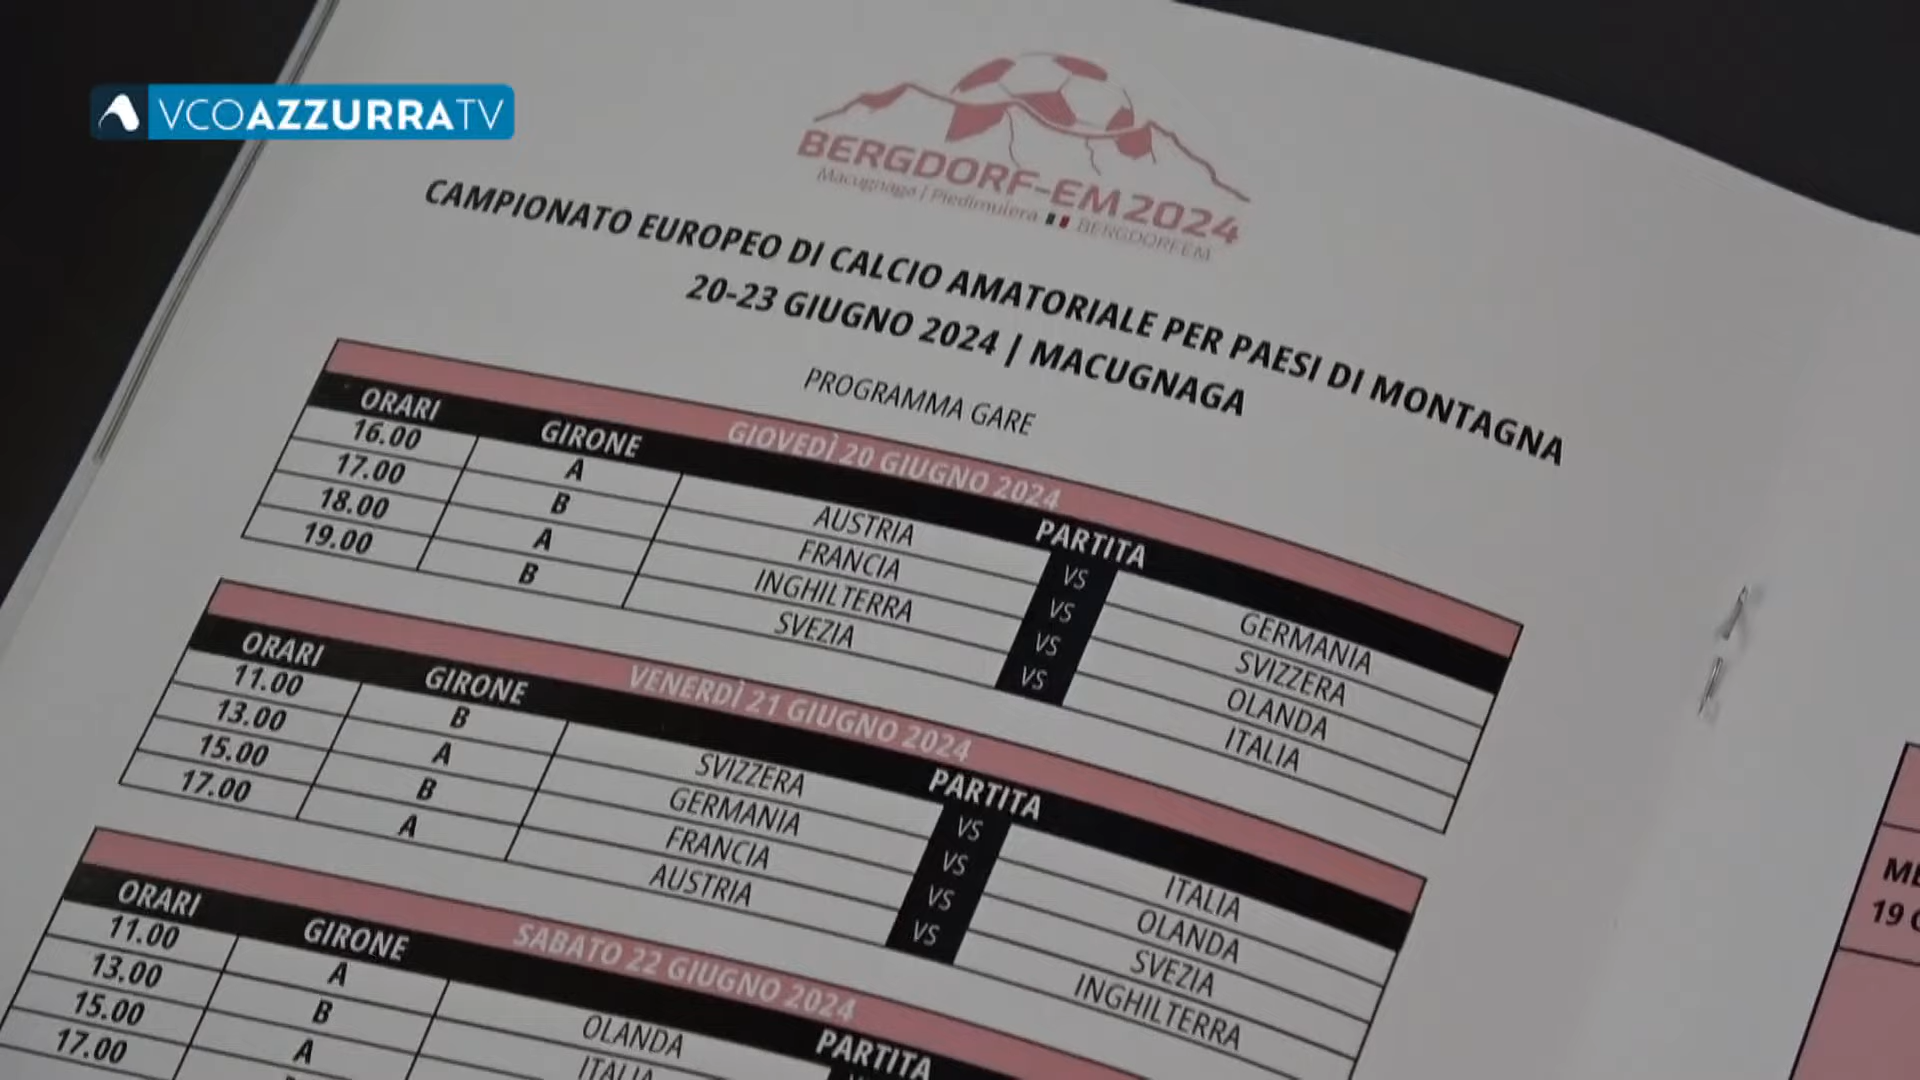 VCOAZZURRATV
BERGDORF-EM2024
Macugnaga | Piedimulera BERGDORFEM
CAMPIONATO EUROPEO DI CALCIO AMATORIALE PER PAESI DI MONTAGNA
20-23 GIUGNO 2024 | MACUGNAGA
PROGRAMMA GARE
GIOVEDÌ 20 GIUGNO 2024
ORARI GIRONE PARTITA
16.00 A AUSTRIA VS GERMANIA
17.00 B FRANCIA VS SVIZZERA
18.00 A INGHILTERRA VS OLANDA
19.00 B SVEZIA VS ITALIA
VENERDÌ 21 GIUGNO 2024
ORARI GIRONE PARTITA
11.00 B SVIZZERA VS ITALIA
13.00 A GERMANIA VS OLANDA
15.00 B FRANCIA VS SVEZIA
17.00 A AUSTRIA VS INGHILTERRA
SABATO 22 GIUGNO 2024
ORARI GIRONE PARTITA
11.00 A OLANDA
13.00 B ITALIA
15.00 A
17.00
19